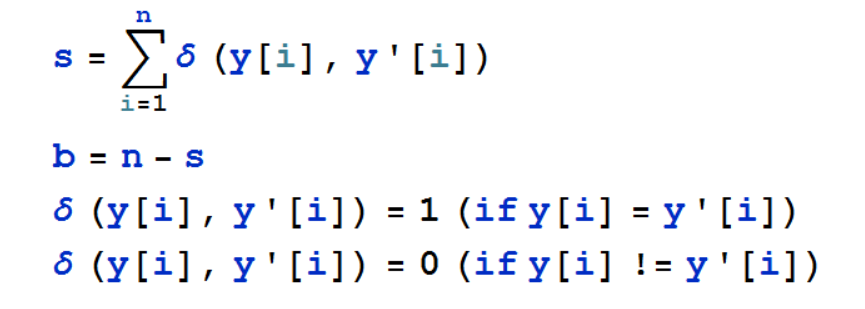 n
s = ∑ δ (y[i], y'[i])
i=1
b = n - s
δ (y[i], y'[i]) = 1 (if y[i] = y'[i])
δ (y[i], y'[i]) = 0 (if y[i] != y'[i])